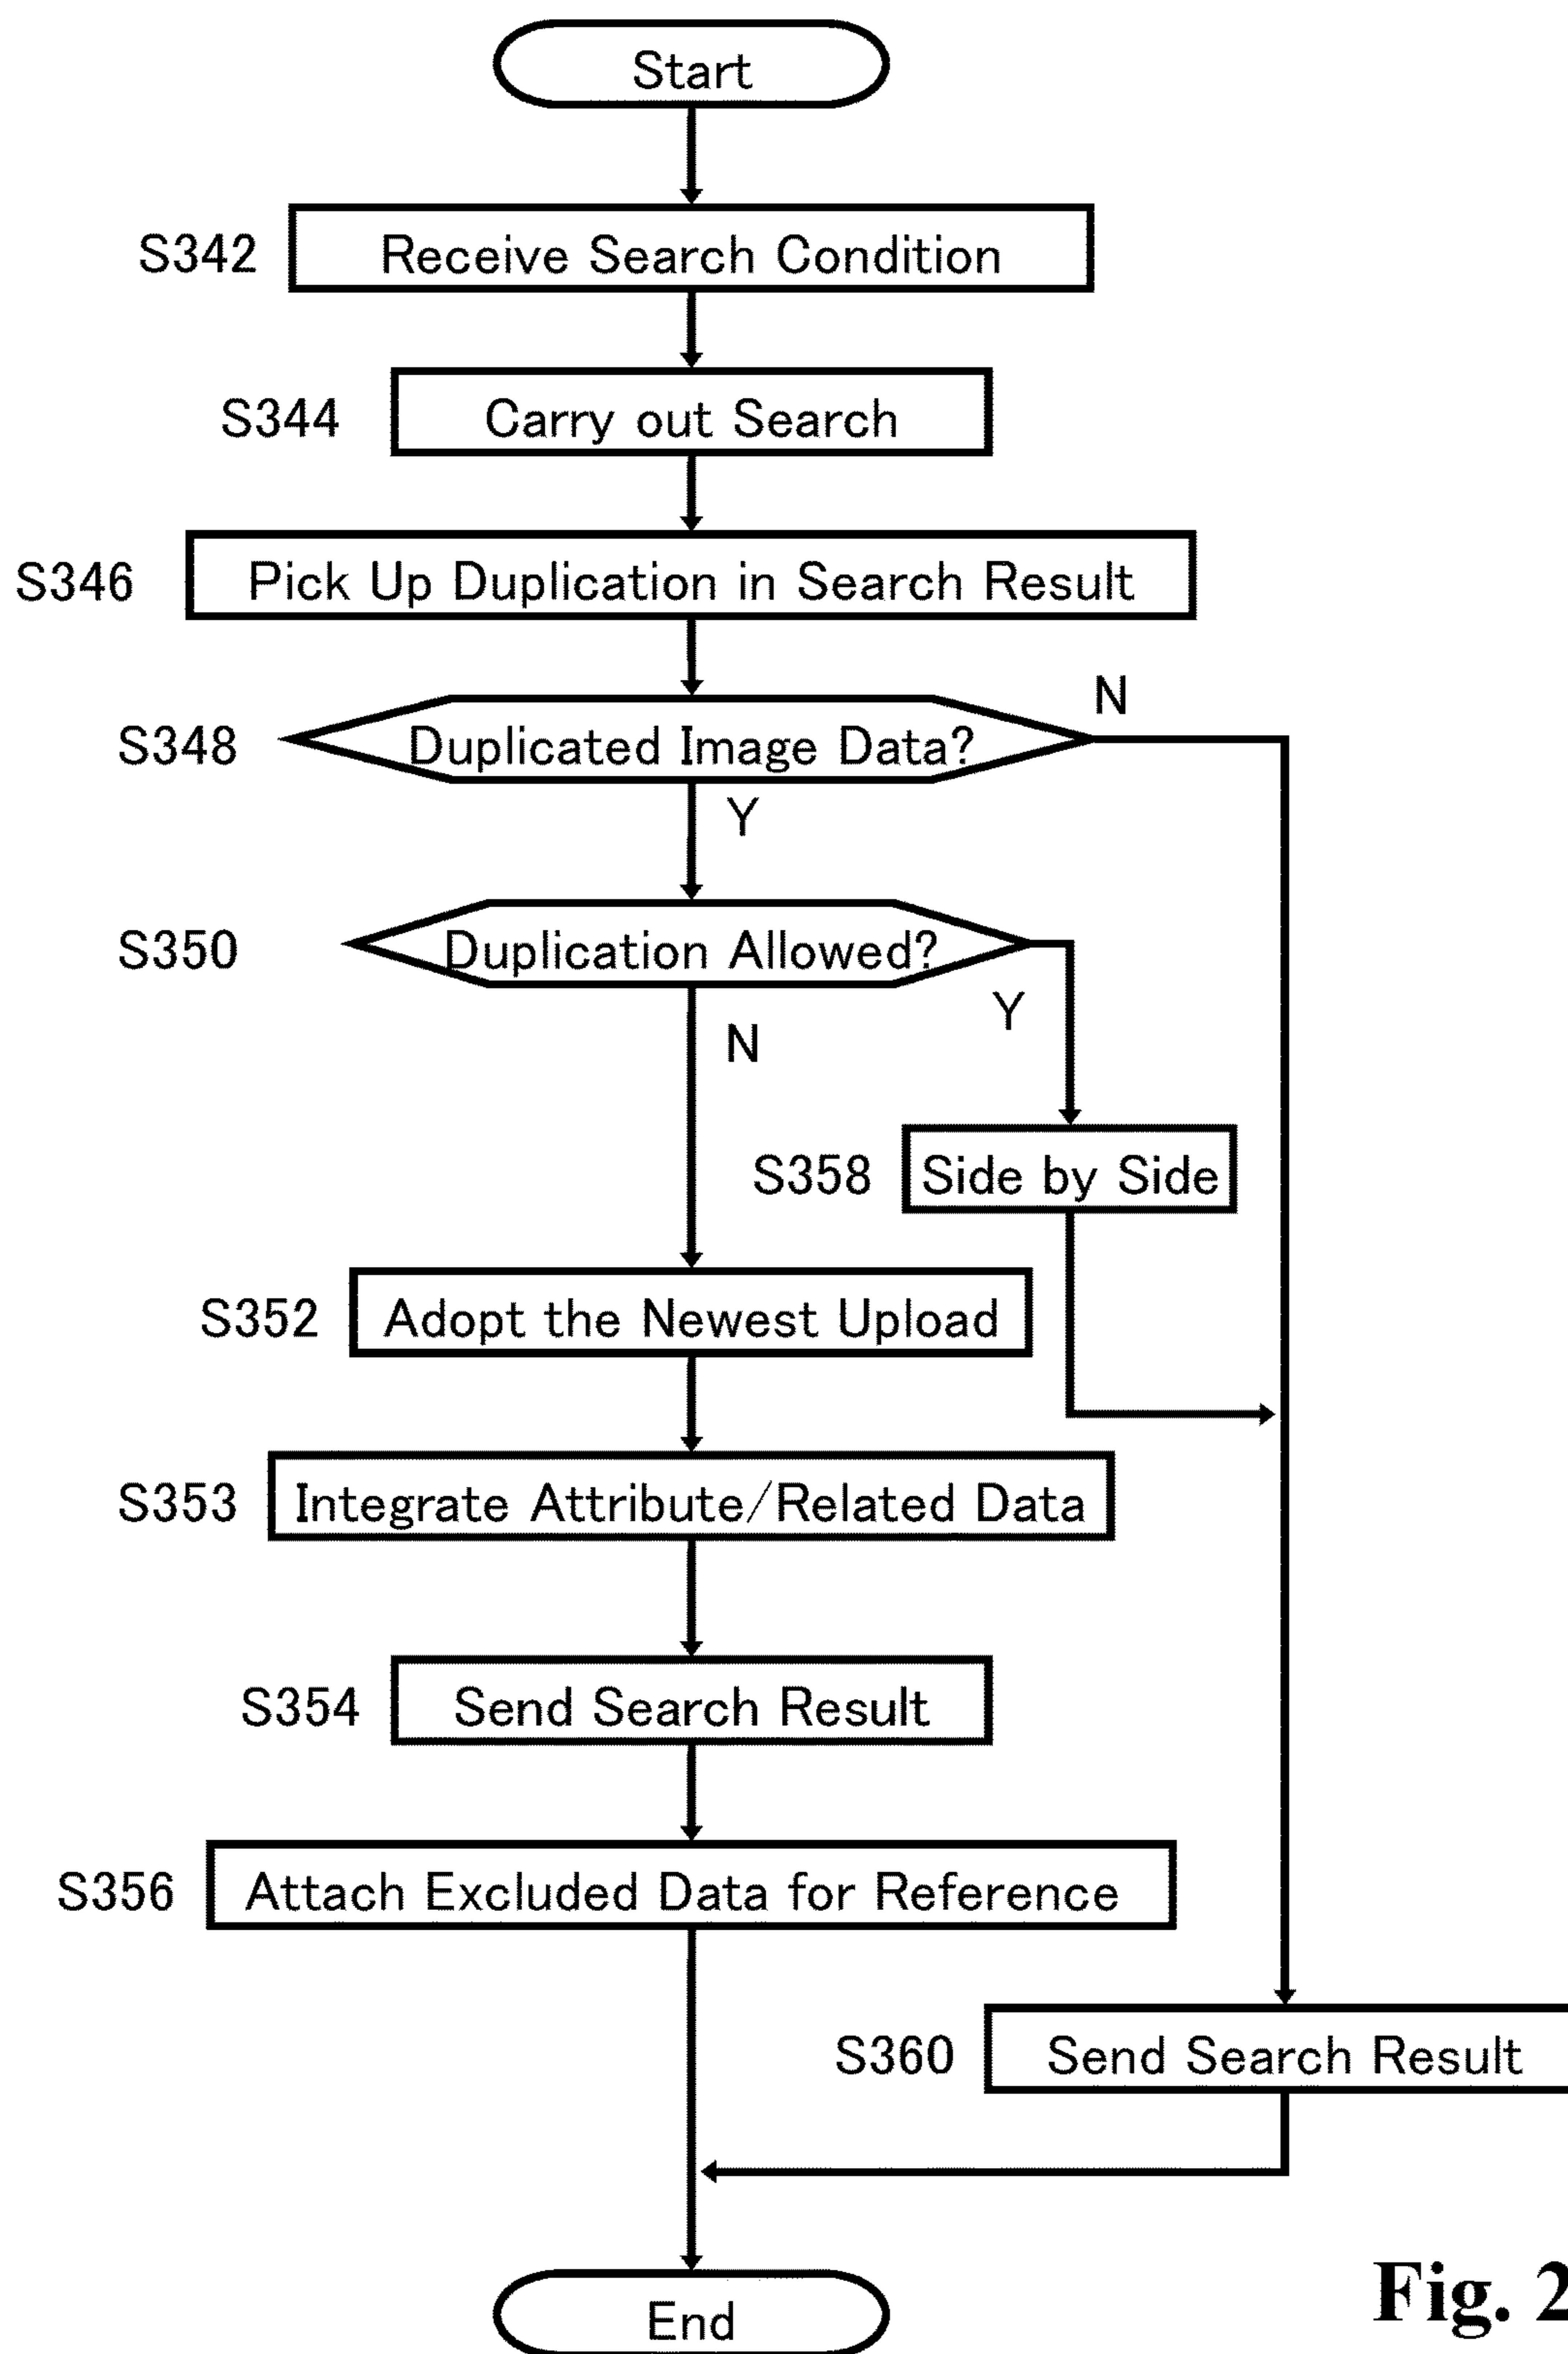 Start
S342
Receive Search Condition
S344
Carry out Search
S346
Pick Up Duplication in Search Result
S348
Duplicated Image Data?
N
Y
S350
Duplication Allowed?
Y
N
S358
Side by Side
S352
Adopt the Newest Upload
S353
Integrate Attribute/Related Data
S354
Send Search Result
S356
Attach Excluded Data for Reference
S360
Send Search Result
End
Fig. 2